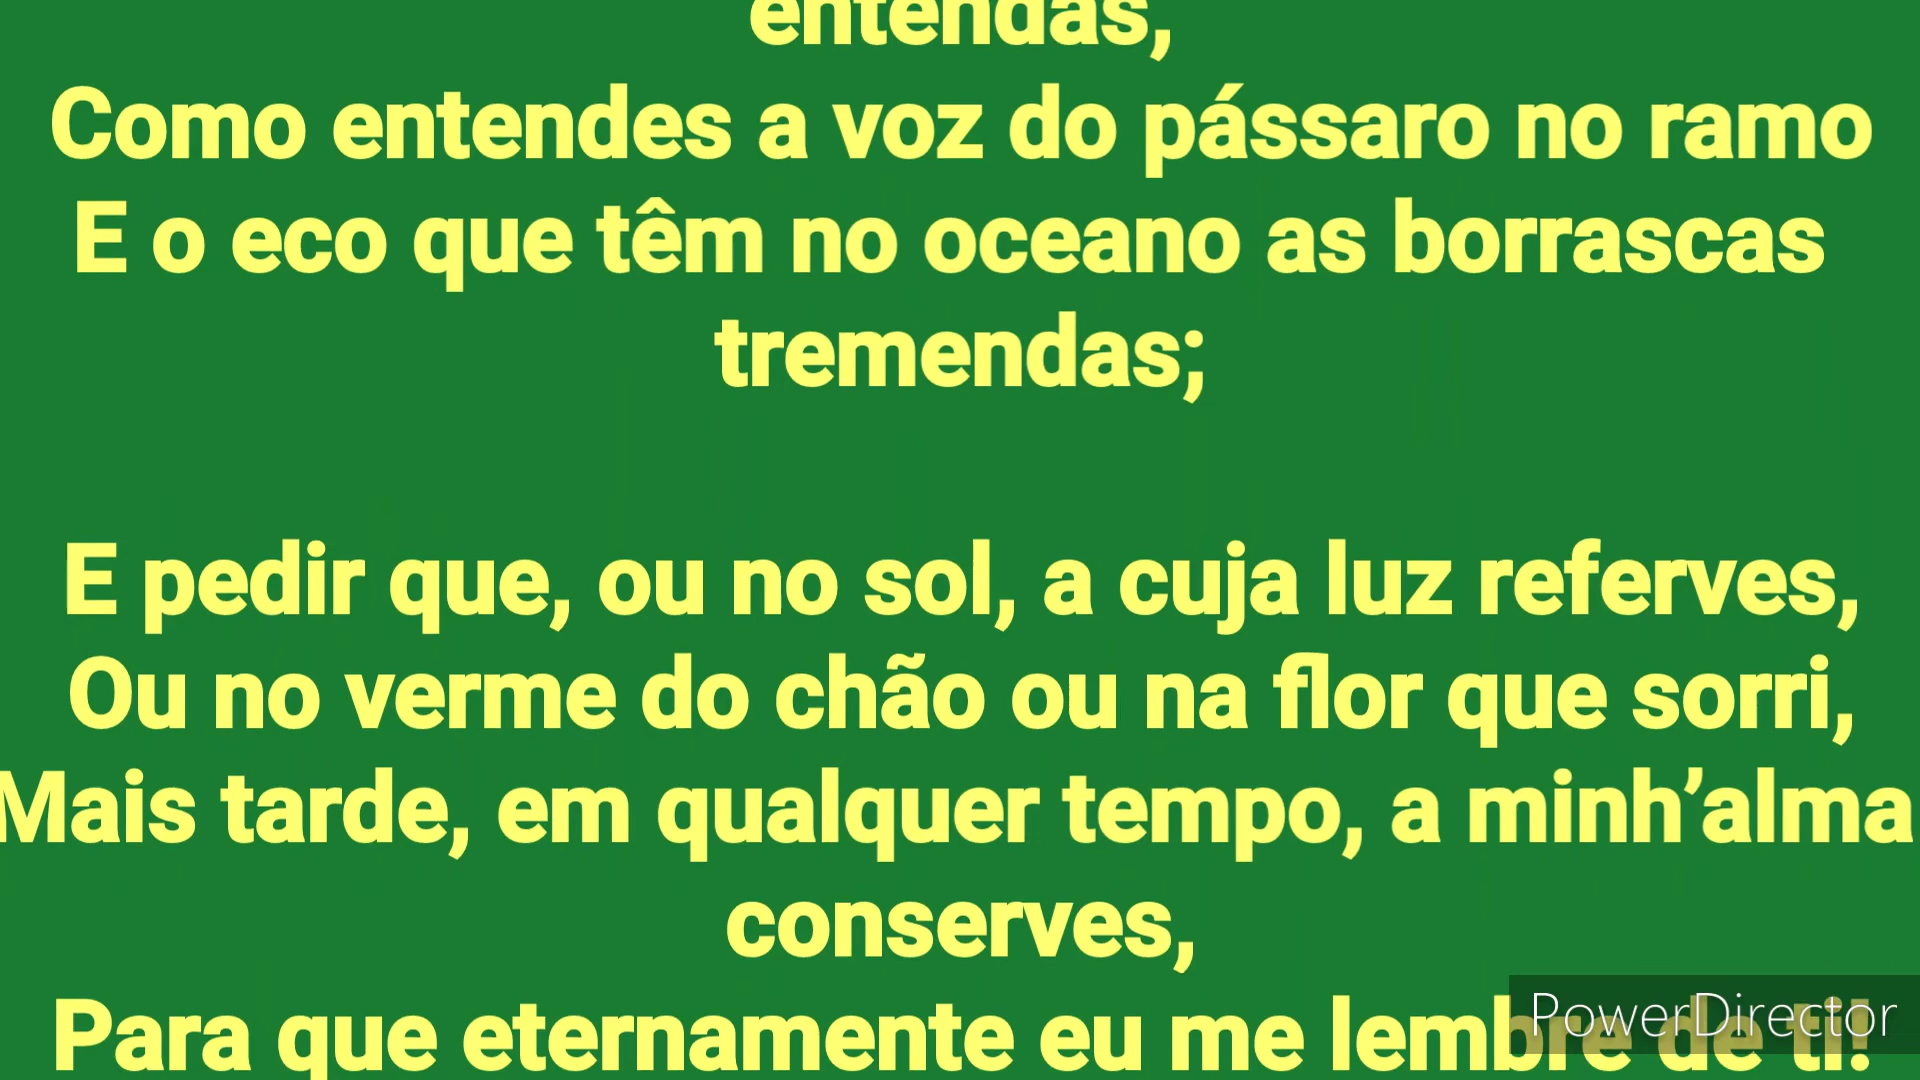 entendas,
Como entendes a voz do pássaro no ramo
E o eco que têm no oceano as borrascas
tremendas;
E pedir que, ou no sol, a cuja luz referves,
Ou no verme do chão ou na flor que sorri,
Mais tarde, em qualquer tempo, a minh’alma
conserves,
Para que eternamente eu me lembre de ti!
PowerDirector